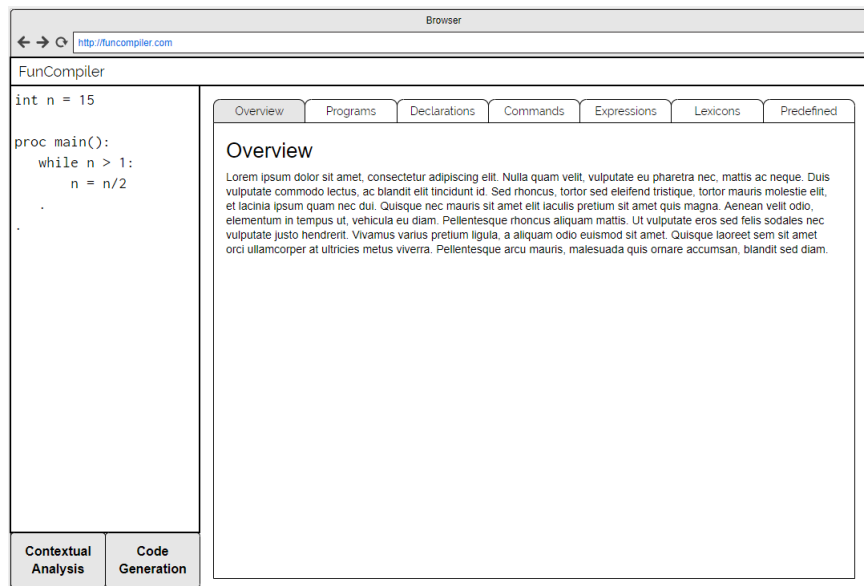 Browser
http://funcompiler.com
FunCompiler
int n = 15
proc main():
while n > 1:
n = n/2
.
.
Contextual
Analysis
Code
Generation
Overview
Programs
Declarations
Commands
Expressions
Lexicons
Predefined
Overview
Lorem ipsum dolor sit amet, consectetur adipiscing elit. Nulla quam velit, vulputate eu pharetra nec, mattis ac neque. Duis
vulputate commodo lectus, ac blandit elit tincidunt id. Sed rhoncus, tortor sed eleifend tristique, tortor mauris molestie elit,
et lacinia ipsum quam nec dui. Quisque nec mauris sit amet elit iaculis pretium sit amet quis magna. Aenean velit odio,
elementum in tempus ut, vehicula eu diam. Pellentesque rhoncus aliquam mattis. Ut vulputate eros sed felis sodales nec
vulputate justo hendrerit. Vivamus varius pretium ligula, a aliquam odio euismod sit amet. Quisque laoreet sem sit amet
orci ullamcorper at ultricies metus viverra. Pellentesque arcu mauris, malesuada quis ornare accumsan, blandit sed diam.